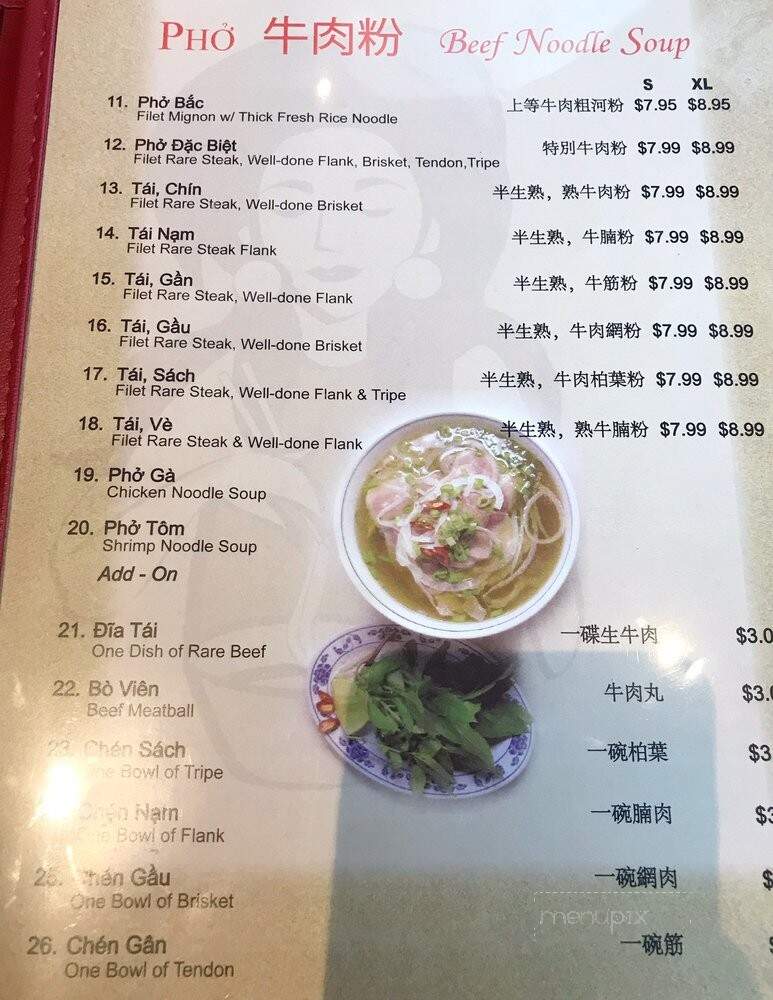 PHỞ 牛肉粉 Beef Noodle Soup
S XL
11. Phở Bắc 上等牛肉粗河粉 $7.95 $8.95
Filet Mignon w/ Thick Fresh Rice Noodle
12. Phở Đặc Biệt 特別牛肉粉 $7.99 $8.99
Filet Rare Steak, Well-done Flank, Brisket, Tendon,Tripe
13. Tái, Chín 半生熟，熟牛肉粉 $7.99 $8.99
Filet Rare Steak, Well-done Brisket
14. Tái Nạm 半生熟，牛腩粉 $7.99 $8.99
Filet Rare Steak Flank
15. Tái, Gần 半生熟，牛筋粉 $7.99 $8.99
Filet Rare Steak, Well-done Flank
16. Tái, Gầu 半生熟，牛肉網粉 $7.99 $8.99
Filet Rare Steak, Well-done Brisket
17. Tái, Sách 半生熟，牛肉柏葉粉 $7.99 $8.99
Filet Rare Steak, Well-done Flank & Tripe
18. Tái, Vè 半生熟，熟牛腩粉 $7.99 $8.99
Filet Rare Steak & Well-done Flank
19. Phở Gà
Chicken Noodle Soup
20. Phở Tôm
Shrimp Noodle Soup
Add - On
21. Đĩa Tái 一碟生牛肉 $3.0
One Dish of Rare Beef
22. Bò Viên 牛肉丸 $3.0
Beef Meatball
23. Chén Sách 一碗柏葉 $3
One Bowl of Tripe
Chén Nạm 一碗腩肉 $3
One Bowl of Flank
25. Chén Gầu 一碗網肉 $
One Bowl of Brisket
menupix
26. Chén Gân 一碗筋
One Bowl of Tendon